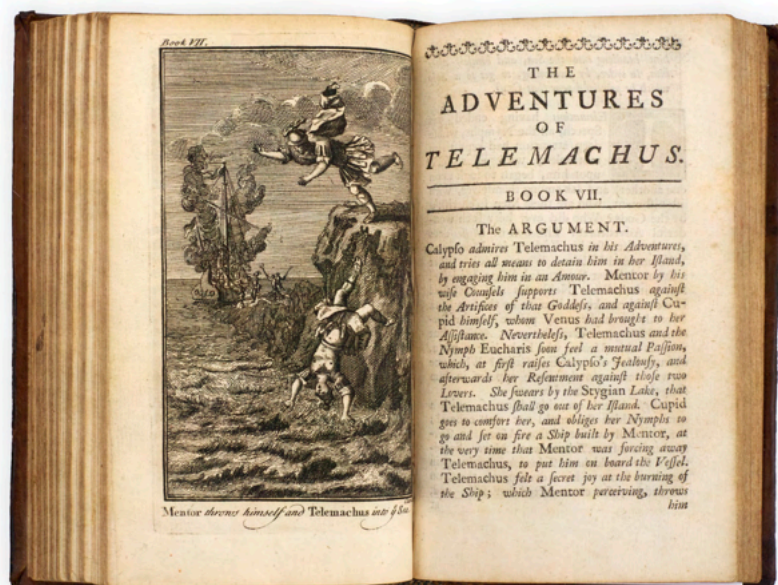 Book VII.
Mentor throws himself and Telemachus into ẙ Sea
THE
ADVENTURES
OF
TELEMACHUS.
BOOK VII.
The ARGUMENT.
Calypſo admires Telemachus in his Adventures,
and tries all means to detain him in her Iſland,
by engaging him in an Amour. Mentor by his
wiſe Counſels ſupports Telemachus againſt
the Artifices of that Goddeſs, and againſt Cu-
pid himſelf, whom Venus had brought to her
Aſſiſtance. Nevertheleſs, Telemachus and the
Nymph Eucharis ſoon feel a mutual Paſſion,
which, at firſt raiſes Calypſo's Jealouſy, and
afterwards her Reſentment againſt thoſe two
Lovers. She ſwears by the Stygian Lake, that
Telemachus ſhall go out of her Iſland. Cupid
goes to comfort her, and obliges her Nymphs to
go and ſet on fire a Ship built by Mentor, at
the very time that Mentor was forcing away
Telemachus, to put him on board the Veſſel.
Telemachus felt a ſecret joy at the burning of
the Ship; which Mentor perceiving, throws
him